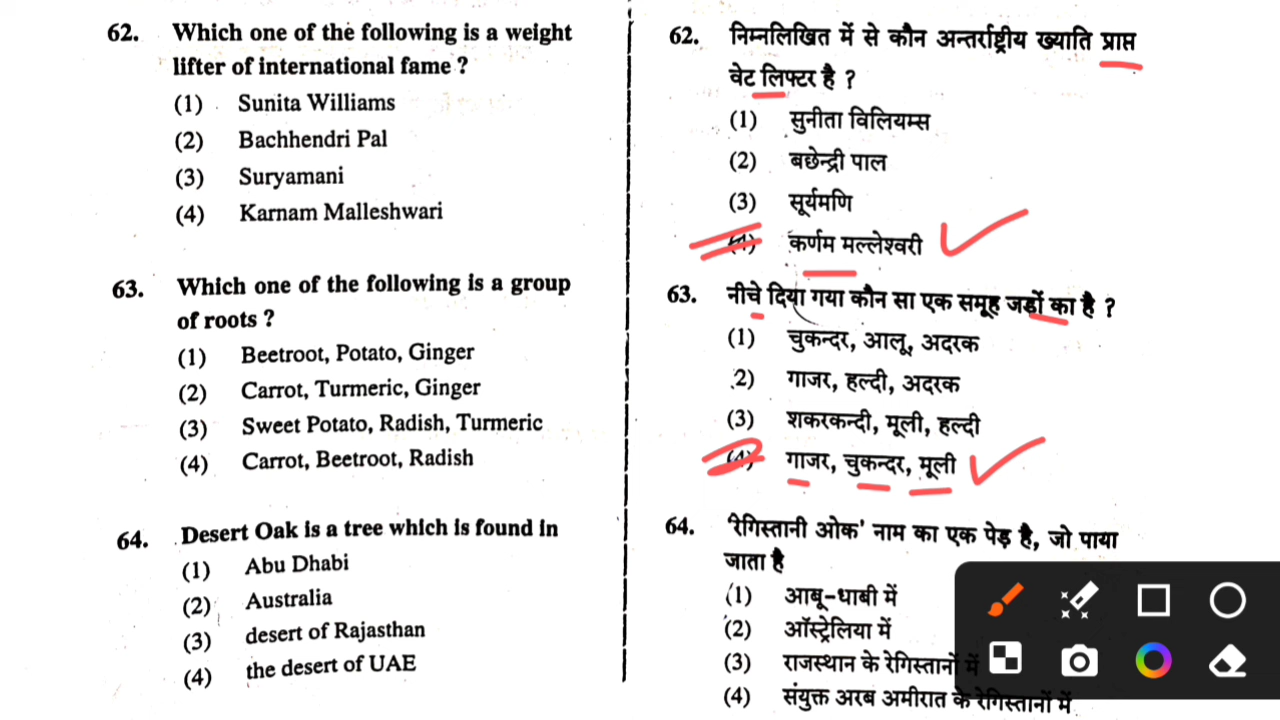 62. Which one of the following is a weight
lifter of international fame ?
(1) Sunita Williams
(2) Bachhendri Pal
(3) Suryamani
(4) Karnam Malleshwari
63. Which one of the following is a group
of roots ?
(1) Beetroot, Potato, Ginger
(2) Carrot, Turmeric, Ginger
(3) Sweet Potato, Radish, Turmeric
(4) Carrot, Beetroot, Radish
64. Desert Oak is a tree which is found in
(1) Abu Dhabi
(2) Australia
(3) desert of Rajasthan
(4) the desert of UAE
62. निम्नलिखित में से कौन अन्तर्राष्ट्रीय ख्याति प्राप्त
वेट लिफ्टर है ?
(1) सुनीता विलियम्स
(2) बछेन्द्री पाल
(3) सूर्यमणि
(4) कर्णम मल्लेश्वरी
63. नीचे दिया गया कौन सा एक समूह जड़ों का है ?
(1) चुकन्दर, आलू, अदरक
2) गाजर, हल्दी, अदरक
(3) शकरकन्दी, मूली, हल्दी
(4) गाजर, चुकन्दर, मूली
64. 'रेगिस्तानी ओक' नाम का एक पेड़ है, जो पाया
जाता है
(1) आबू-धाबी में
(2) ऑस्ट्रेलिया में
(3) राजस्थान के रेगिस्तानों में
(4) संयुक्त अरब अमीरात के रेगिस्तानों में